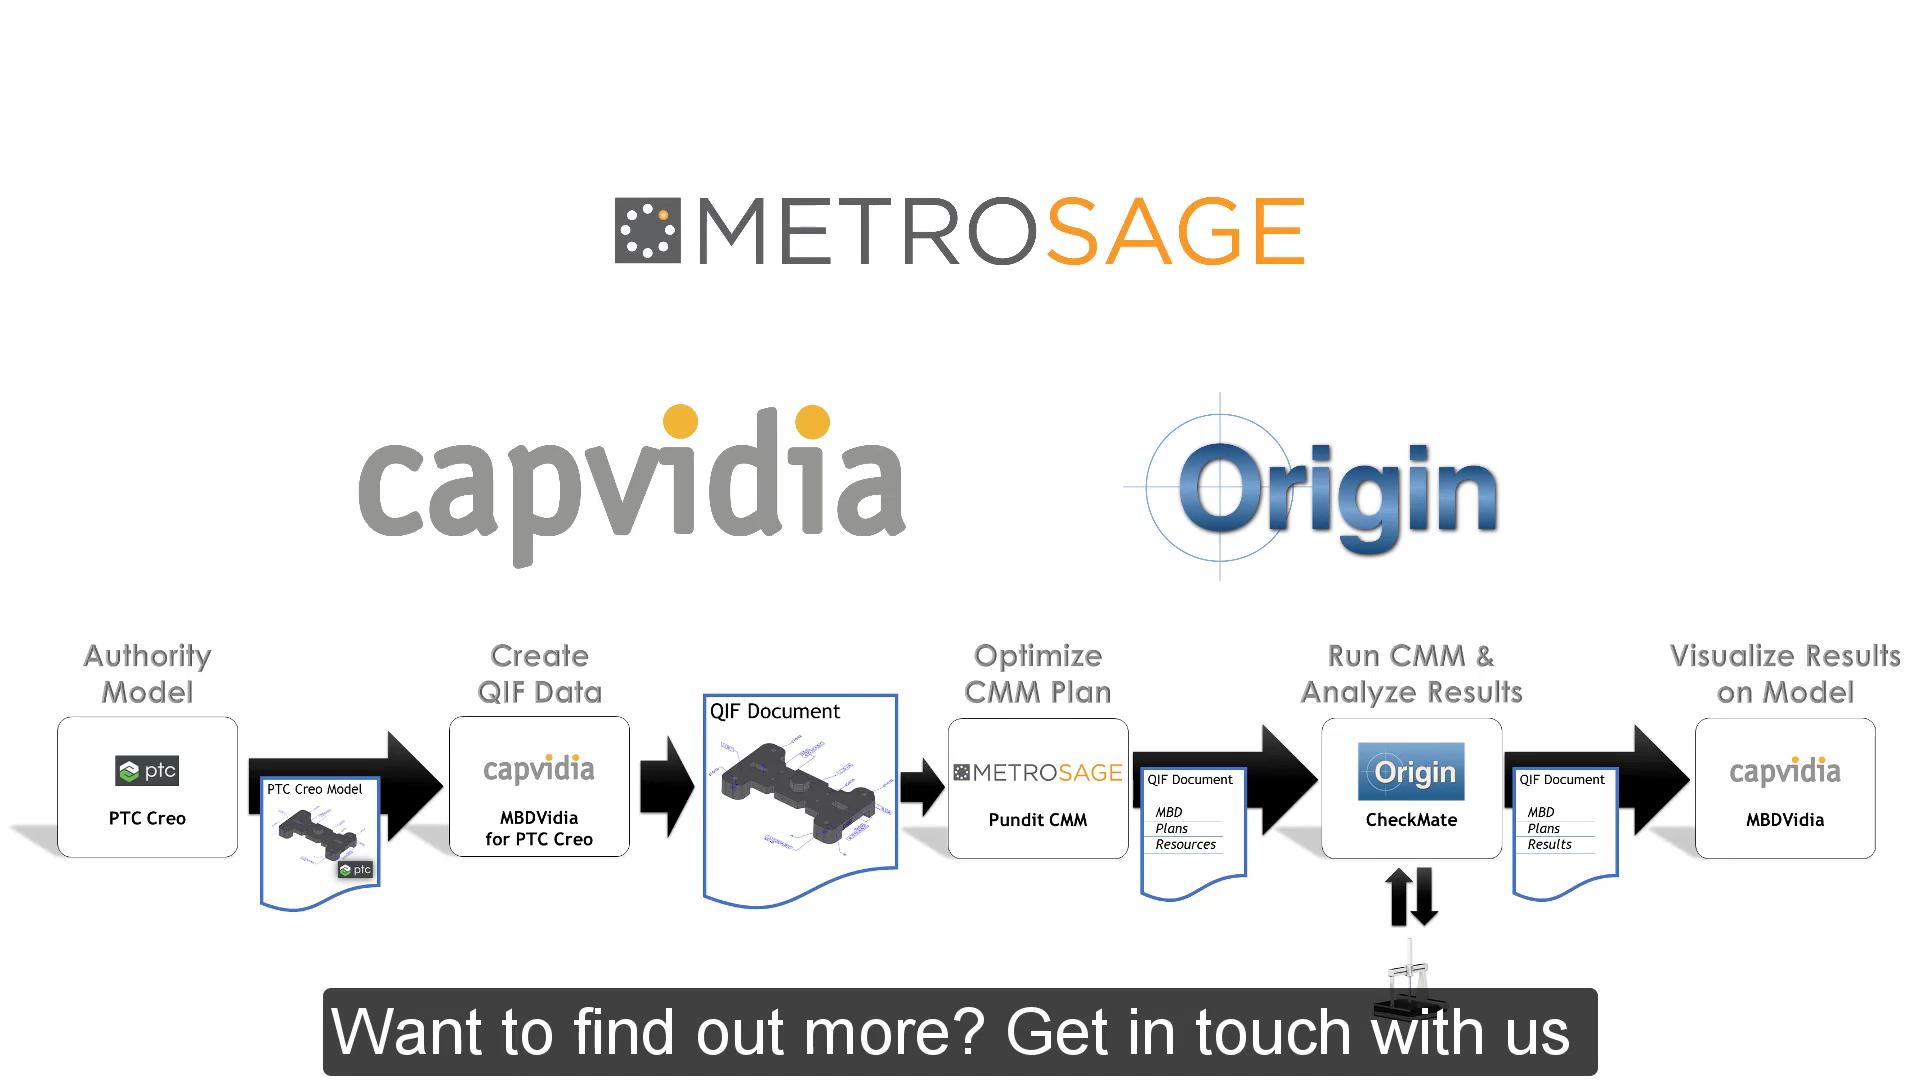 METROSAGE
capvidia
Origin
Authority
Model
Create
QIF Data
Optimize
CMM Plan
Run CMM &
Analyze Results
Visualize Results
on Model
ptc
PTC Creo
PTC Creo Model
ptc
capvidia
MBDVidia
for PTC Creo
QIF Document
METROSAGE
Pundit CMM
QIF Document
MBD
Plans
Resources
Origin
CheckMate
QIF Document
MBD
Plans
Results
capvidia
MBDVidia
Want to find out more? Get in touch with us